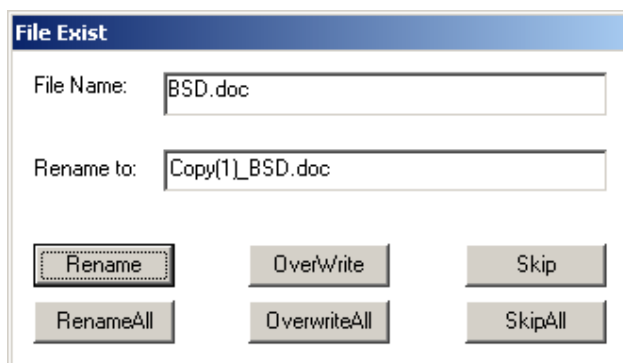 File Exist
File Name: BSD.doc
Rename to: Copy(1)_BSD.doc
Rename OverWrite Skip
RenameAll OverwriteAll SkipAll